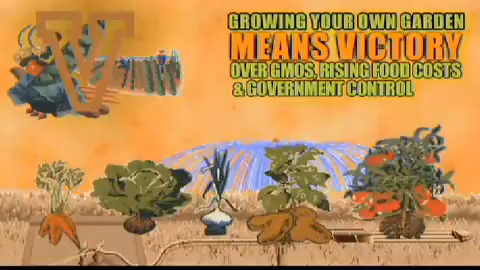 GROWING YOUR OWN GARDEN
MEANS VICTORY
OVER GMOS, RISING FOOD COSTS
& GOVERNMENT CONTROL
V